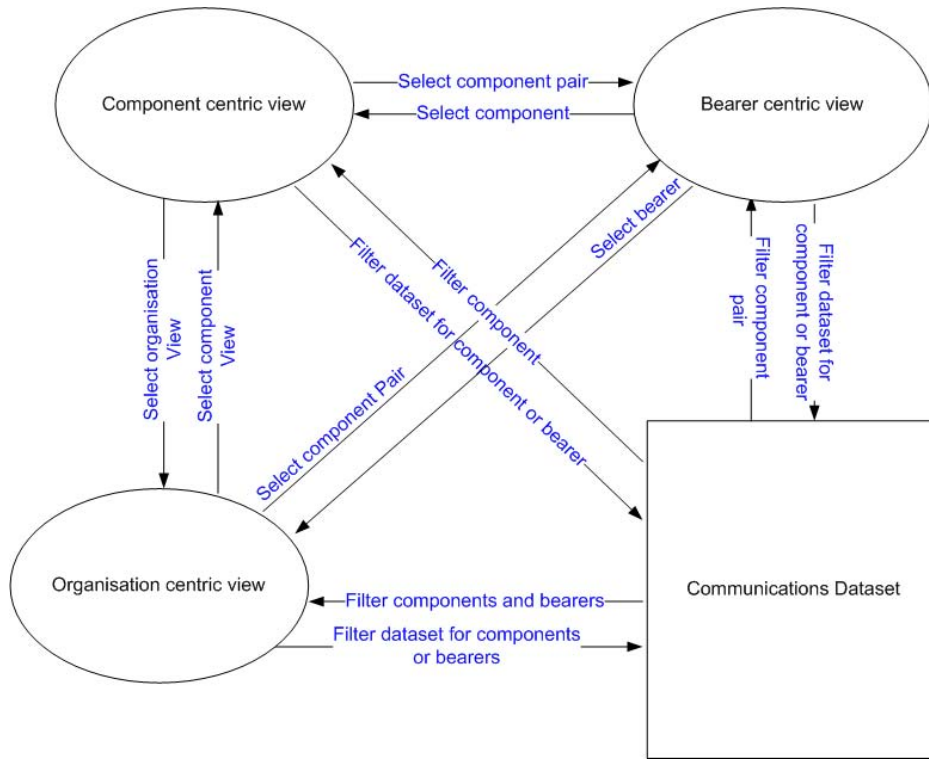 Component centric view
Select component pair
Select component
Bearer centric view
Select organisation
View
Select component
View
Filter dataset for component or bearer
Filter component
Select bearer
Select component Pair
Filter component
pair
Filter dataset for
component or bearer
Organisation centric view
Filter components and bearers
Filter dataset for components
or bearers
Communications Dataset